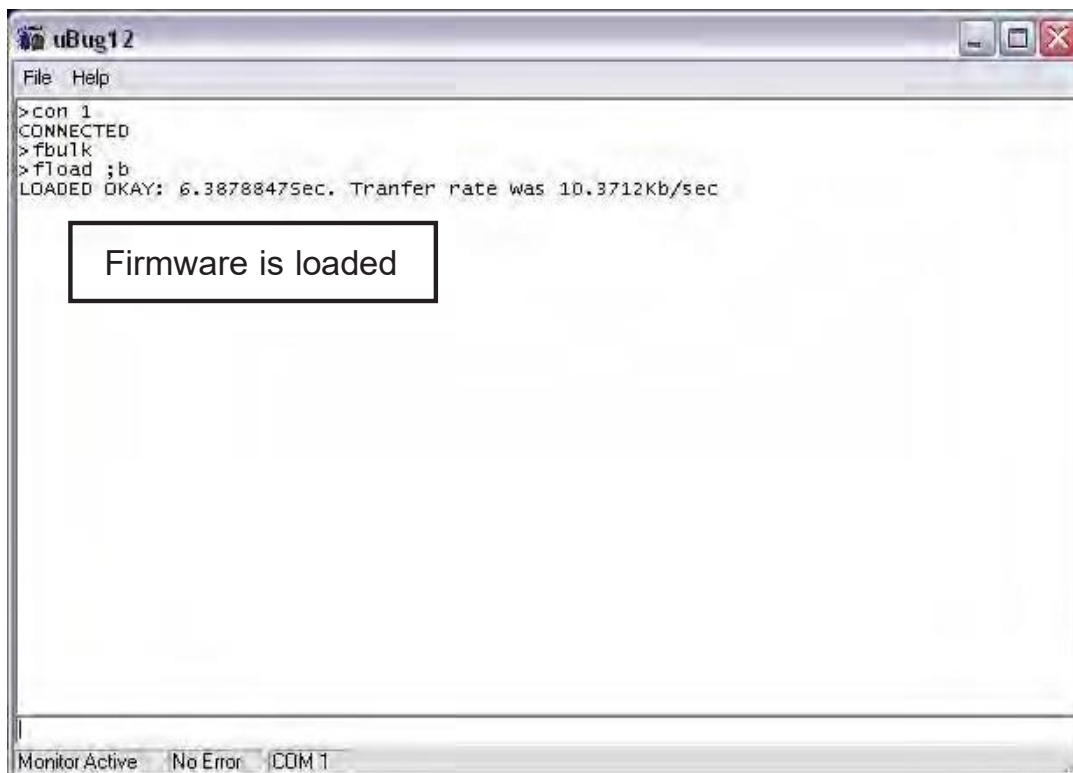 uBug12
File Help
>con 1
CONNECTED
>fbulk
>fload ;b
LOADED OKAY: 6.3878847Sec. Tranfer rate was 10.3712Kb/sec
Firmware is loaded
Monitor Active No Error COM 1